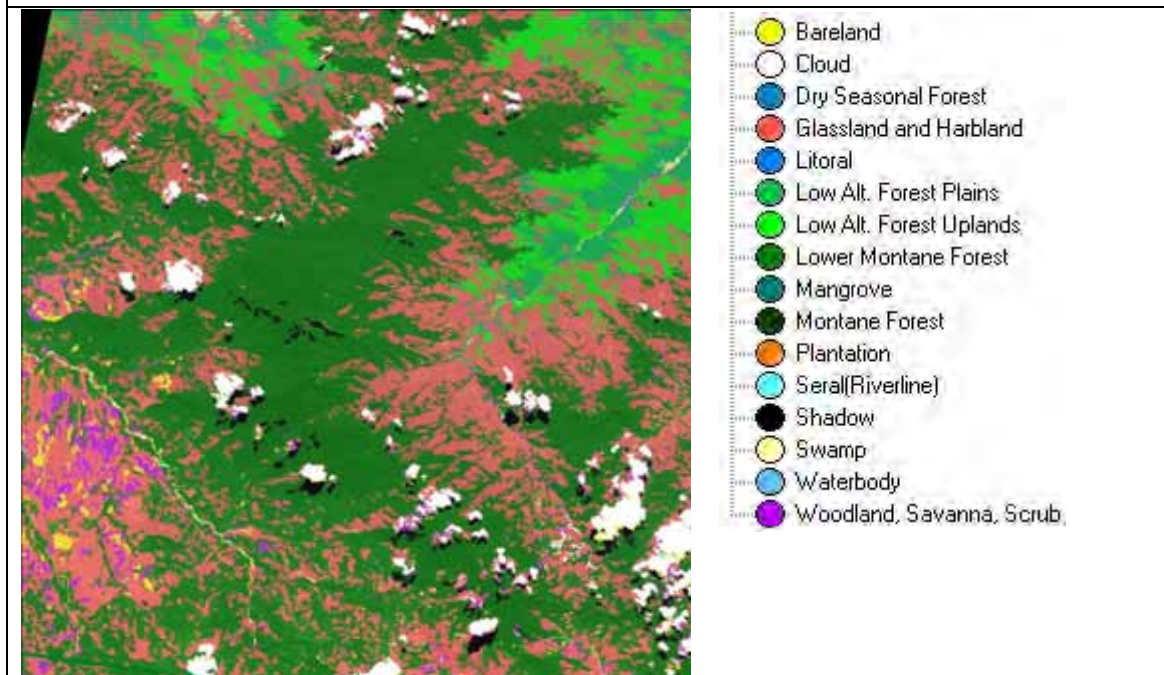 Bareland
Cloud
Dry Seasonal Forest
Glassland and Harbland
Litoral
Low Alt. Forest Plains
Low Alt. Forest Uplands
Lower Montane Forest
Mangrove
Montane Forest
Plantation
Seral(Riverline)
Shadow
Swamp
Waterbody
Woodland, Savanna, Scrub